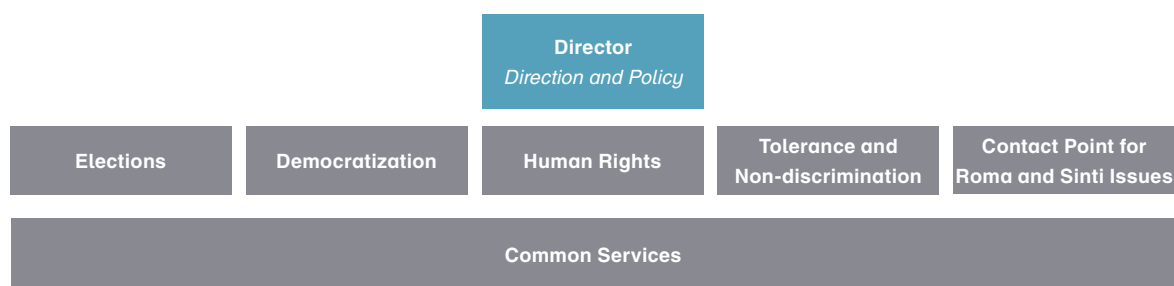 Director
Direction and Policy
Elections
Democratization
Human Rights
Tolerance and
Non-discrimination
Contact Point for
Roma and Sinti Issues
Common Services